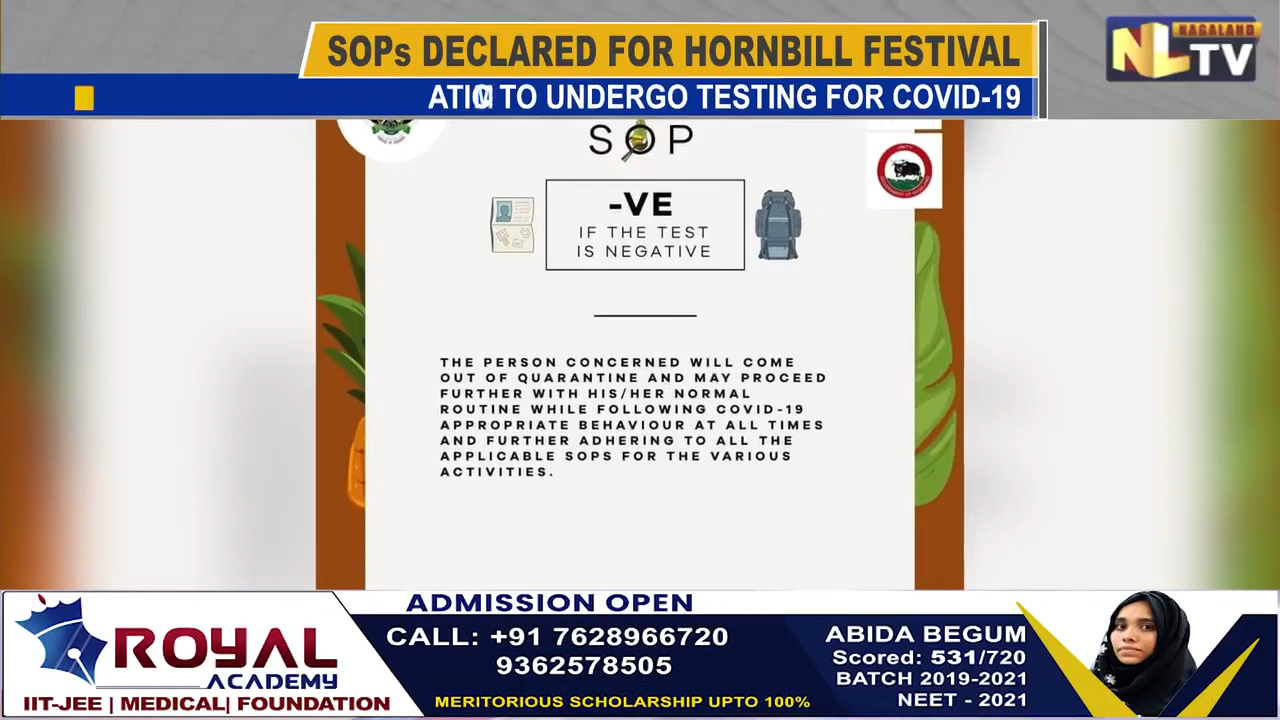 SOPs DECLARED FOR HORNBILL FESTIVAL
NAGALAND
NLTV
TO UNDERGO TESTING FOR COVID-19
SOP
-VE
IF THE TEST
IS NEGATIVE
THE PERSON CONCERNED WILL COME
OUT OF QUARANTINE AND MAY PROCEED
FURTHER WITH HIS/HER NORMAL
ROUTINE WHILE FOLLOWING COVID-19
APPROPRIATE BEHAVIOUR AT ALL TIMES
AND FURTHER ADHERING TO ALL THE
APPLICABLE SOPS FOR THE VARIOUS
ACTIVITIES.
ROYAL
ACADEMY
IIT-JEE | MEDICAL| FOUNDATION
ADMISSION OPEN
CALL: +91 7628966720
9362578505
MERITORIOUS SCHOLARSHIP UPTO 100%
ABIDA BEGUM
Scored: 531/720
BATCH 2019-2021
NEET - 2021